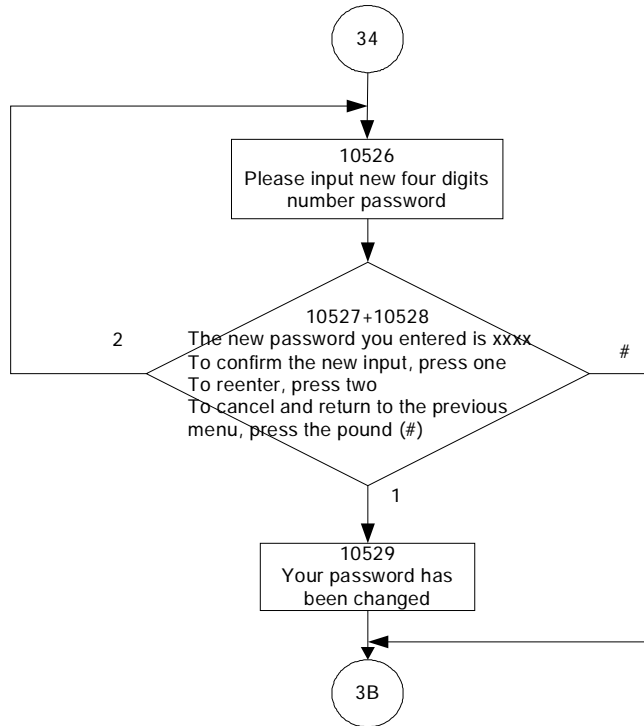 34
10526
Please input new four digits
number password
10527+10528
The new password you entered is xxxx
To confirm the new input, press one
To reenter, press two
To cancel and return to the previous
menu, press the pound (#)
2
#
1
10529
Your password has
been changed
3B